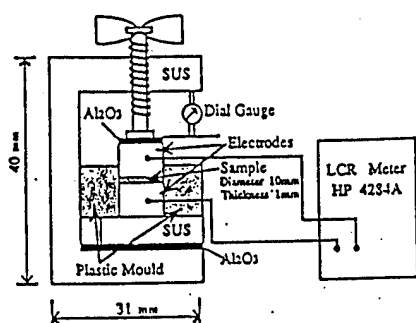 SUS
Dial Gauge
Al2O3
Electrodes
Sample
Diameter 10mm
Thickness 1mm
LCR Meter
HP 4284A
40 mm
SUS
Plastic Mould
Al2O3
31 mm